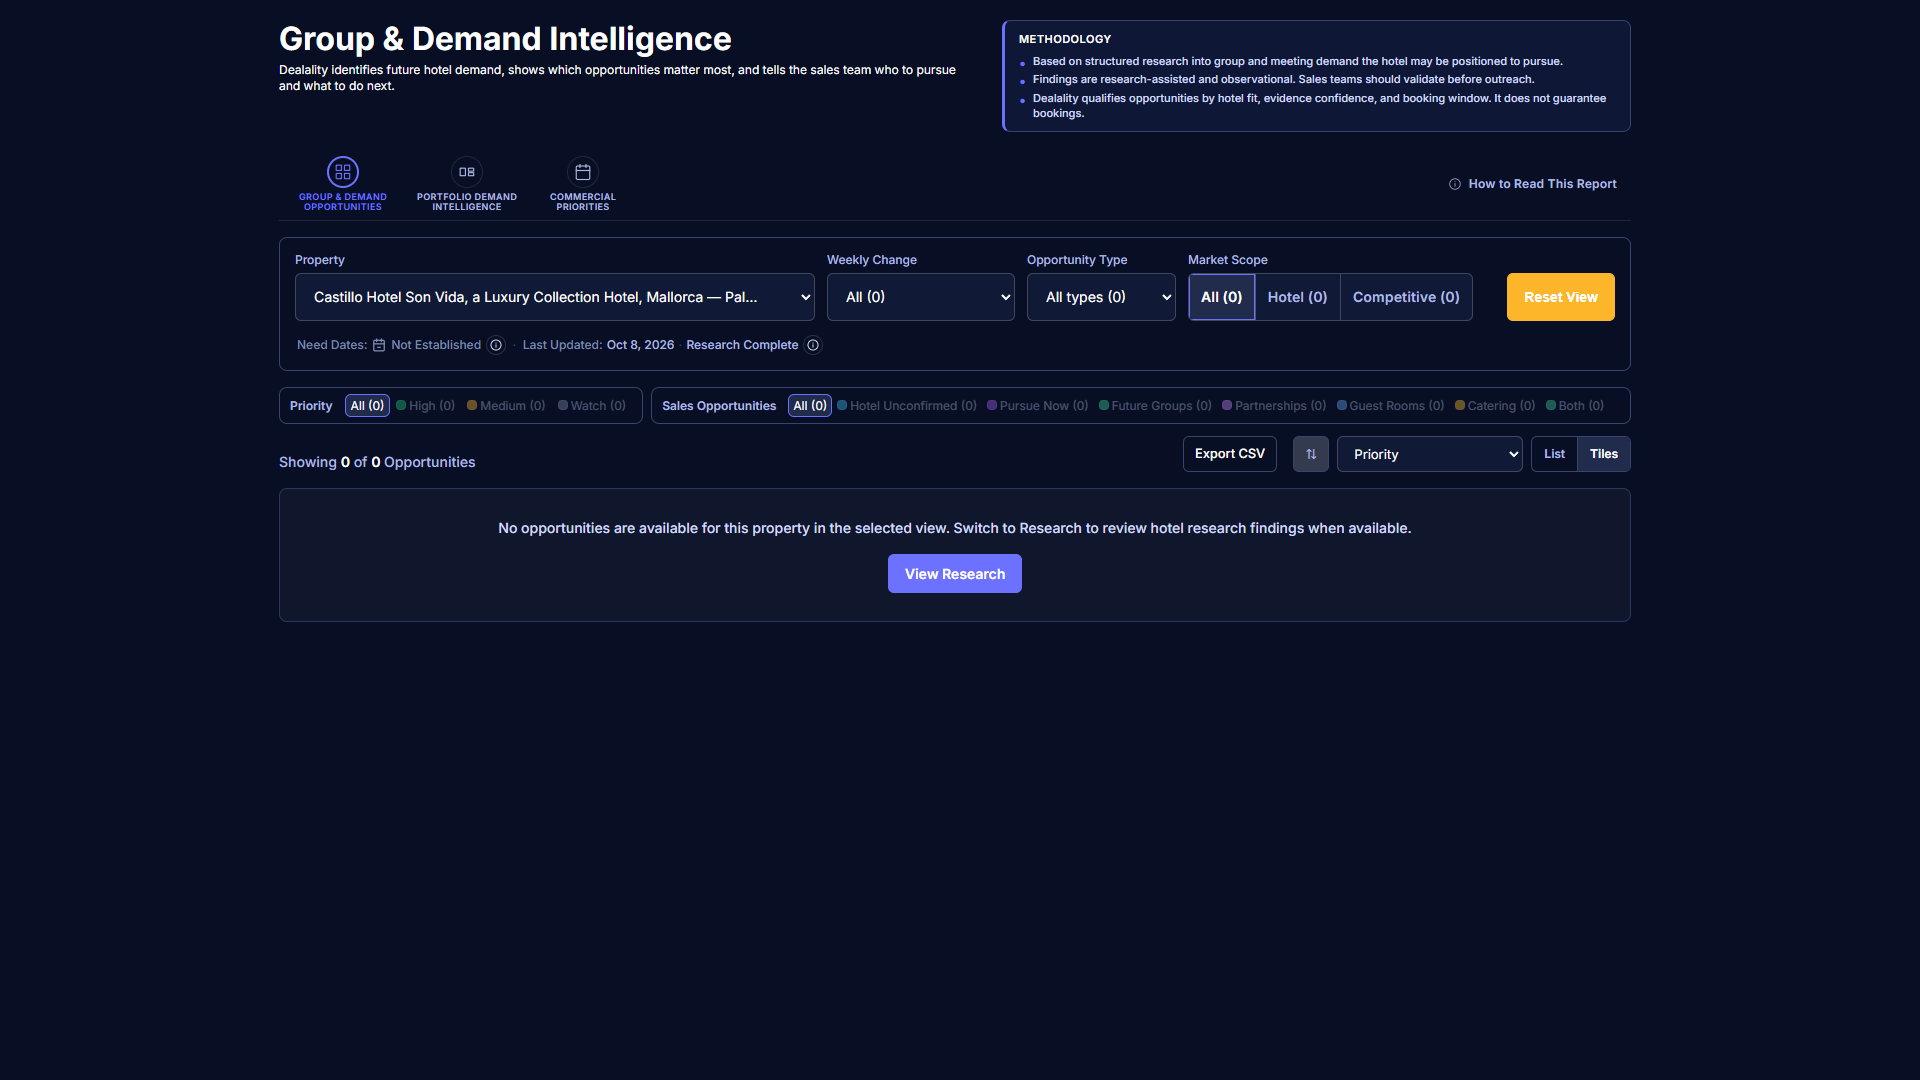 Group & Demand Intelligence
Dealality identifies future hotel demand, shows which opportunities matter most, and tells the sales team who to pursue
and what to do next.
METHODOLOGY
Based on structured research into group and meeting demand the hotel may be positioned to pursue.
Findings are research-assisted and observational. Sales teams should validate before outreach.
Dealality qualifies opportunities by hotel fit, evidence confidence, and booking window. It does not guarantee
bookings.
GROUP & DEMAND
OPPORTUNITIES
PORTFOLIO DEMAND
INTELLIGENCE
COMMERCIAL
PRIORITIES
How to Read This Report
Property
Weekly Change
Opportunity Type
Market Scope
Castillo Hotel Son Vida, a Luxury Collection Hotel, Mallorca — Pal...
All (0)
All types (0)
All (0)
Hotel (0)
Competitive (0)
Reset View
Need Dates: Not Established · Last Updated: Oct 8, 2026 · Research Complete
Priority All (0) High (0) Medium (0) Watch (0)
Sales Opportunities All (0) Hotel Unconfirmed (0) Pursue Now (0) Future Groups (0) Partnerships (0) Guest Rooms (0) Catering (0) Both (0)
Showing 0 of 0 Opportunities
Export CSV
Priority
List
Tiles
No opportunities are available for this property in the selected view. Switch to Research to review hotel research findings when available.
View Research